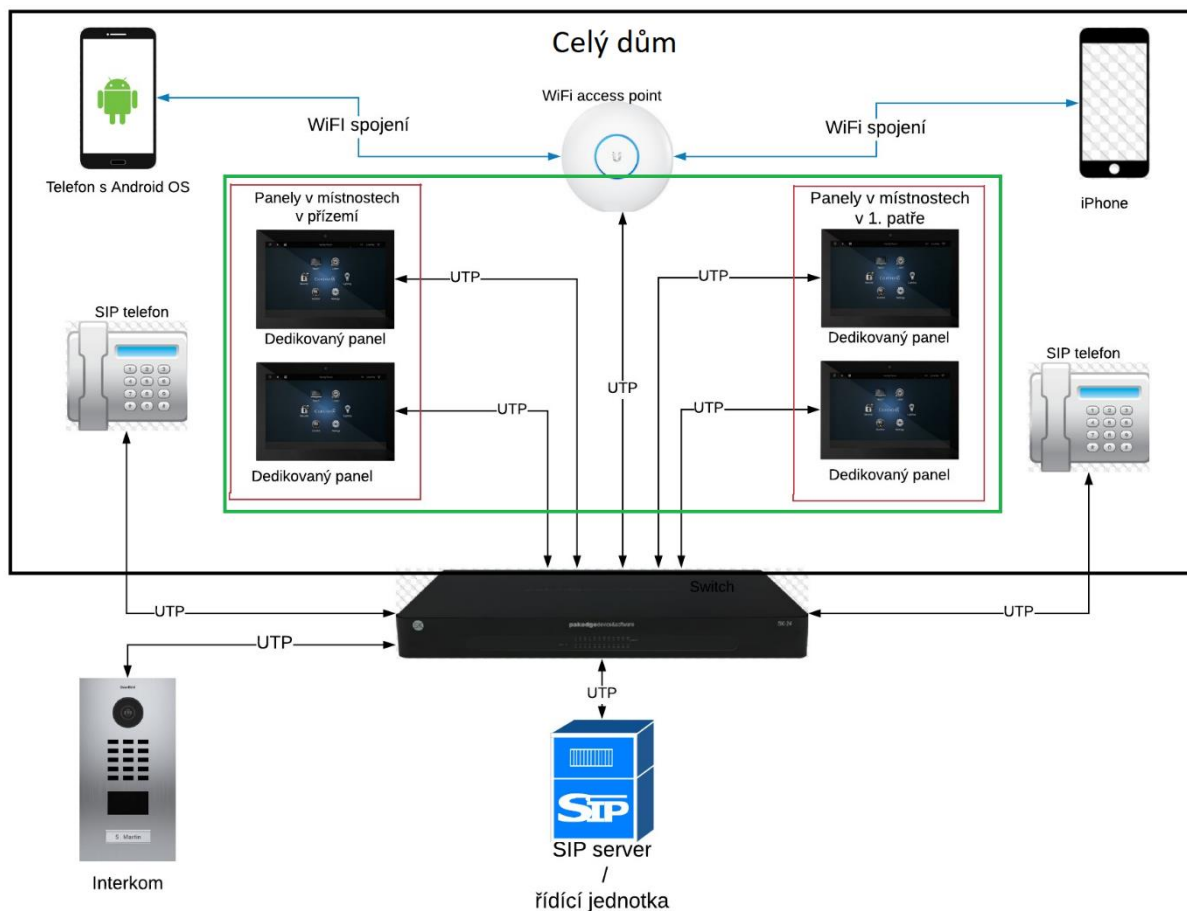 Celý dům
WiFi access point
WiFI spojení
WiFi spojení
Telefon s Android OS
iPhone
Panely v místnostech
v přízemí
Panely v místnostech
v 1. patře
UTP
UTP
Dedikovaný panel
Dedikovaný panel
SIP telefon
SIP telefon
UTP
UTP
UTP
Dedikovaný panel
Dedikovaný panel
Switch
UTP
UTP
UTP
UTP
SIP
S. Martin
SIP server
/
řídící jednotka
Interkom